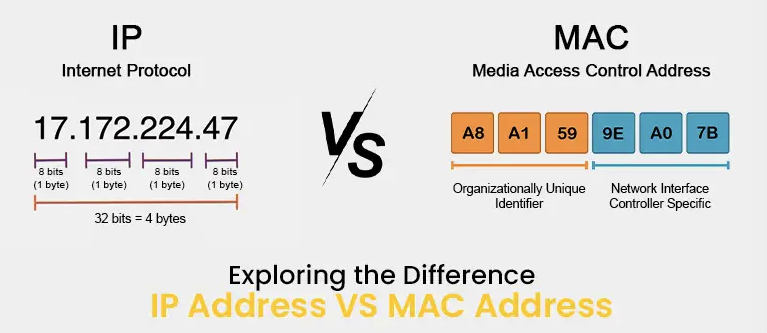 IP
Internet Protocol
17.172.224.47
8 bits 8 bits 8 bits 8 bits
(1 byte) (1 byte) (1 byte) (1 byte)
32 bits = 4 bytes
VS
MAC
Media Access Control Address
A8 A1 59 9E A0 7B
Organizationally Unique
Identifier
Network Interface
Controller Specific
Exploring the Difference
IP Address VS MAC Address